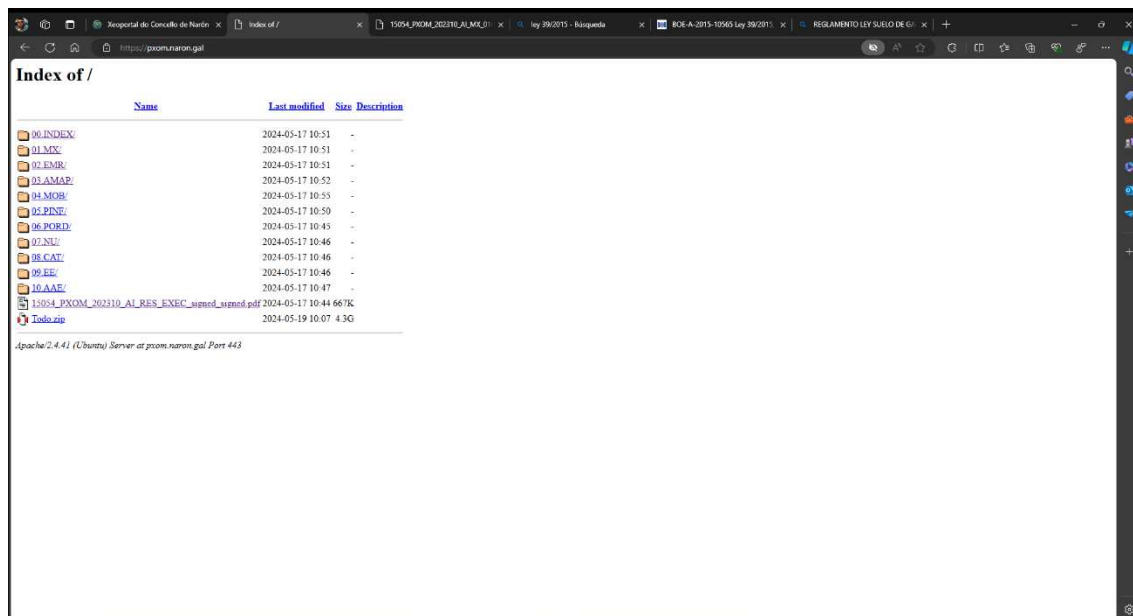 Xeoportal do Concello de Narón
Index of /
15054_PXOM_202310_AI_MX_01
ley 39/2015 - Búsqueda
BOE-A-2015-10565 Ley 39/2015,
REGLAMENTO LEY SUELO DE GA
https://pxom.naron.gal
Index of /
Name Last modified Size Description
00.INDEX/ 2024-05-17 10:51 -
01.MX/ 2024-05-17 10:51 -
02.EMR/ 2024-05-17 10:51 -
03.AMAP/ 2024-05-17 10:52 -
04.MOB/ 2024-05-17 10:55 -
05.PINF/ 2024-05-17 10:50 -
06.PORD/ 2024-05-17 10:45 -
07.NU/ 2024-05-17 10:46 -
08.CAT/ 2024-05-17 10:46 -
09.EE/ 2024-05-17 10:46 -
10.AAE/ 2024-05-17 10:47 -
15054_PXOM_202310_AI_RES_EXEC_signed_signed.pdf 2024-05-17 10:44 667K
Todo.zip 2024-05-19 10:07 4.3G
Apache/2.4.41 (Ubuntu) Server at pxom.naron.gal Port 443